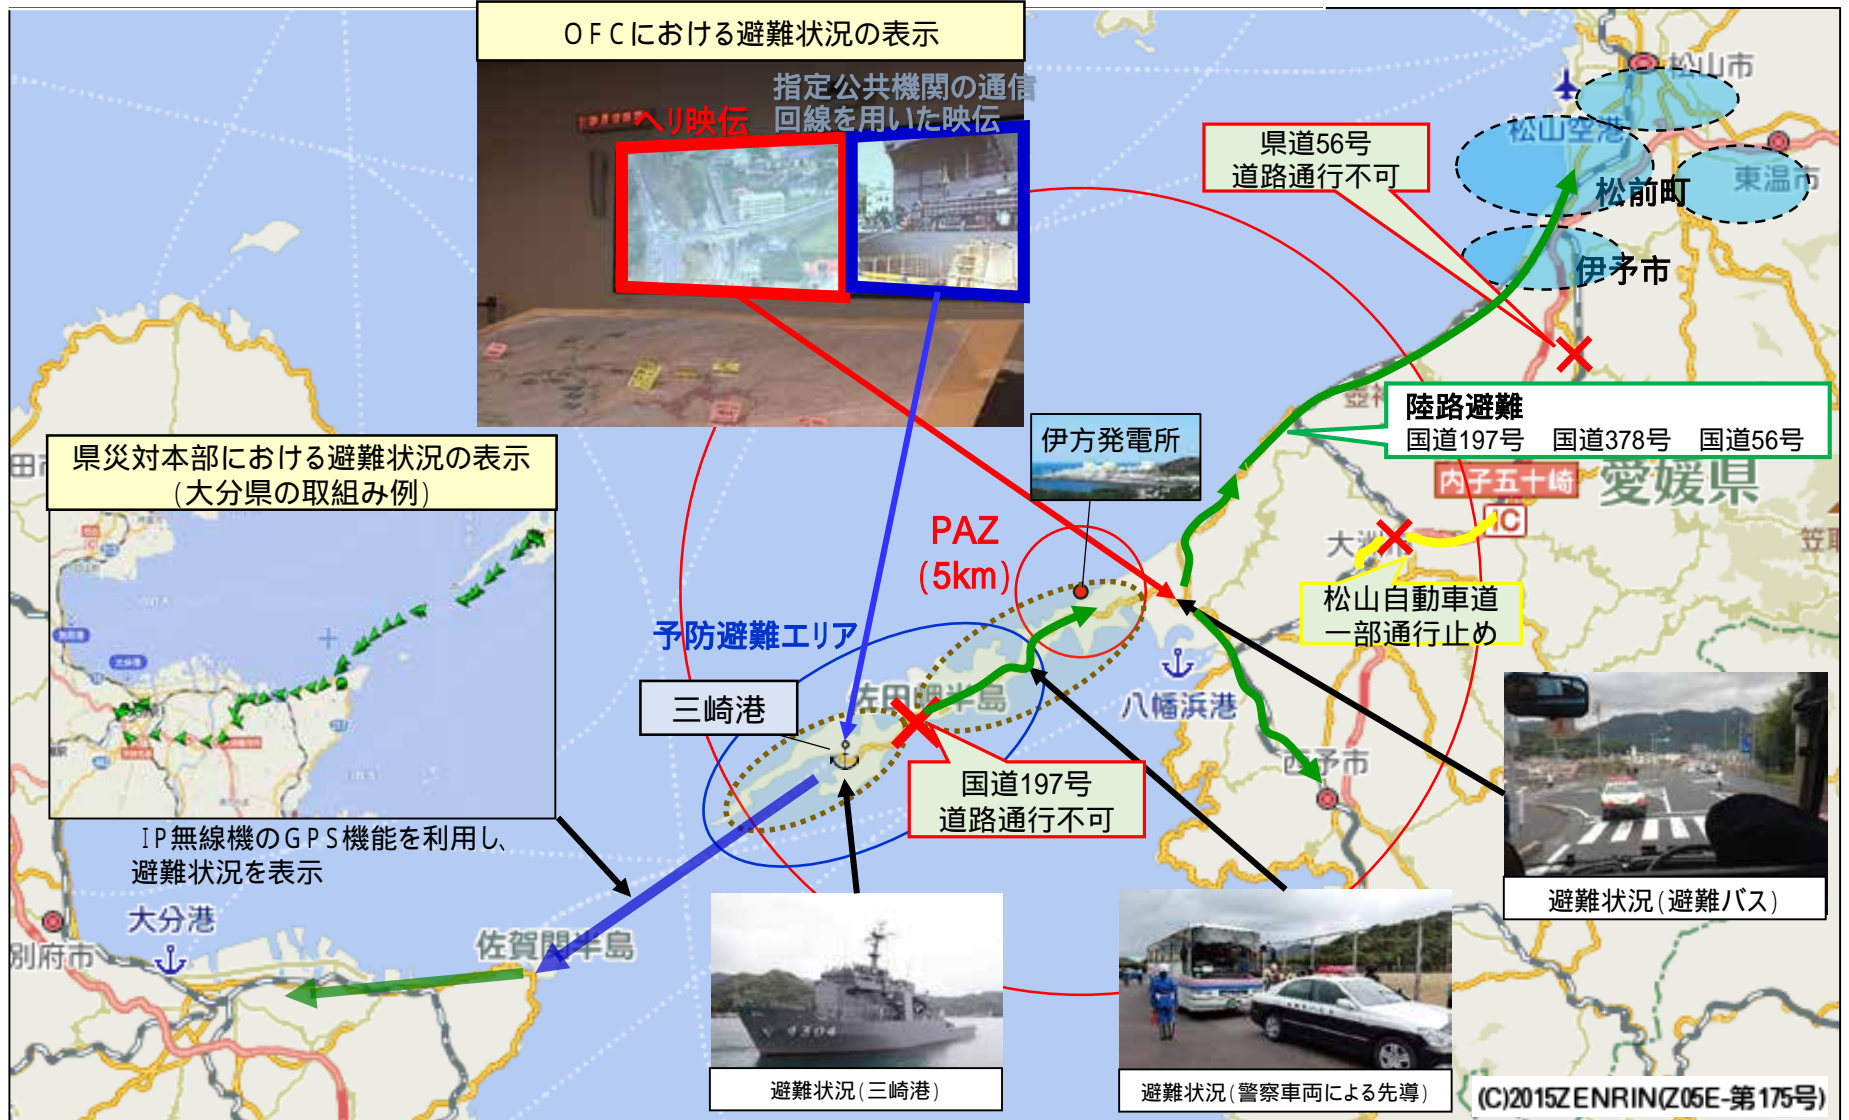 OFCにおける避難状況の表示
指定公共機関の通信
回線を用いた映伝
ヘリ映伝
県道56号
道路通行不可
松山市
松山空港
松前町
東温市
伊予市
陸路避難
国道197号　国道378号　国道56号
内子五十崎
IC
愛媛県
伊方発電所
県災対本部における避難状況の表示
(大分県の取組み例)
PAZ
(5km)
予防避難エリア
三崎港
佐田岬半島
八幡浜港
松山自動車道
一部通行止め
西予市
国道197号
道路通行不可
IP無線機のGPS機能を利用し、
避難状況を表示
大分港
別府市
佐賀関半島
避難状況(避難バス)
4304
避難状況(三崎港)
避難状況(警察車両による先導)
(C)2015ZENRIN(Z05E-第175号)